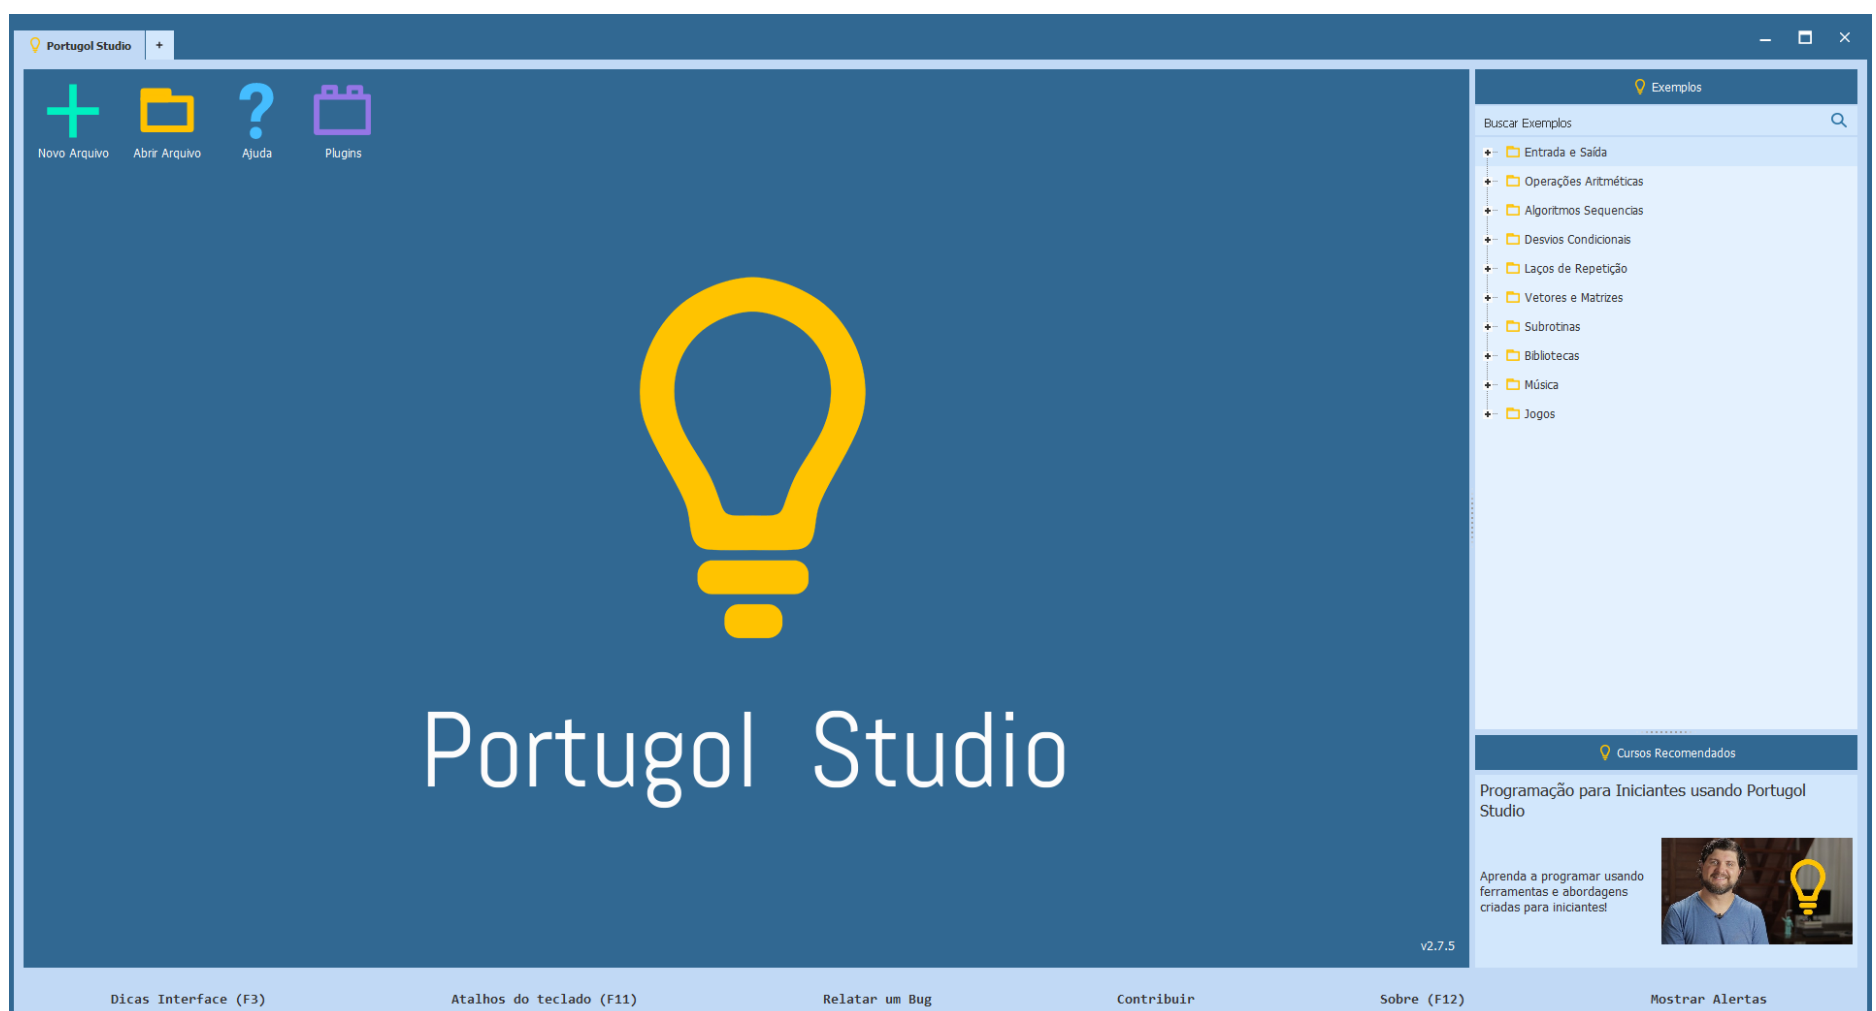 Portugol Studio +
Novo Arquivo Abrir Arquivo Ajuda Plugins
Portugol Studio
v2.7.5
Exemplos
Buscar Exemplos
Entrada e Saída
Operações Aritméticas
Algoritmos Sequencias
Desvios Condicionais
Laços de Repetição
Vetores e Matrizes
Subrotinas
Bibliotecas
Música
Jogos
Cursos Recomendados
Programação para Iniciantes usando Portugol
Studio
Aprenda a programar usando
ferramentas e abordagens
criadas para iniciantes!
Dicas Interface (F3) Atalhos do teclado (F11) Relatar um Bug Contribuir Sobre (F12) Mostrar Alertas